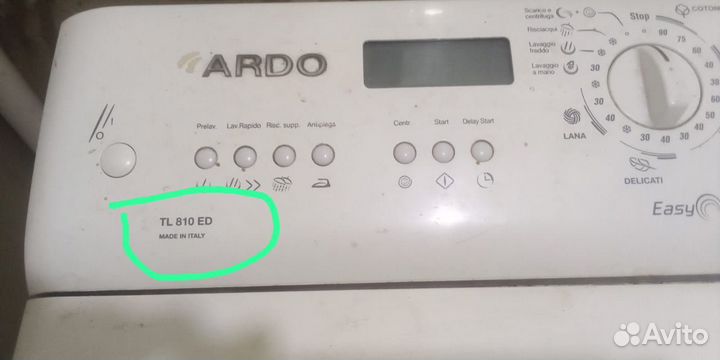 ARDO
Scarico e
centrifuga
Risciacqui
Lavaggio
freddo
Lavaggio
a mano
Stop
90
75
60
30
40
30
LANA
40
30
30
40
30
40
50
DELICATI
Prelav.
Lav.Rapido
Risc. supp.
Antipiega
Centr.
Start
Delay Start
I
O
TL 810 ED
MADE IN ITALY
Easy
Avito